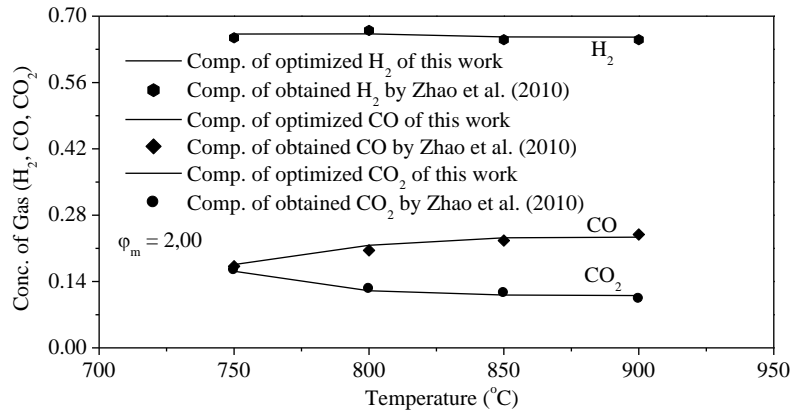 0.70
0.56
0.42
0.28
0.14
0.00
Conc. of Gas (H₂, CO, CO₂)
Comp. of optimized H₂ of this work
Comp. of obtained H₂ by Zhao et al. (2010)
Comp. of optimized CO of this work
Comp. of obtained CO by Zhao et al. (2010)
Comp. of optimized CO₂ of this work
Comp. of obtained CO₂ by Zhao et al. (2010)
H₂
φₘ = 2,00
CO
CO₂
700 750 800 850 900 950
Temperature (°C)